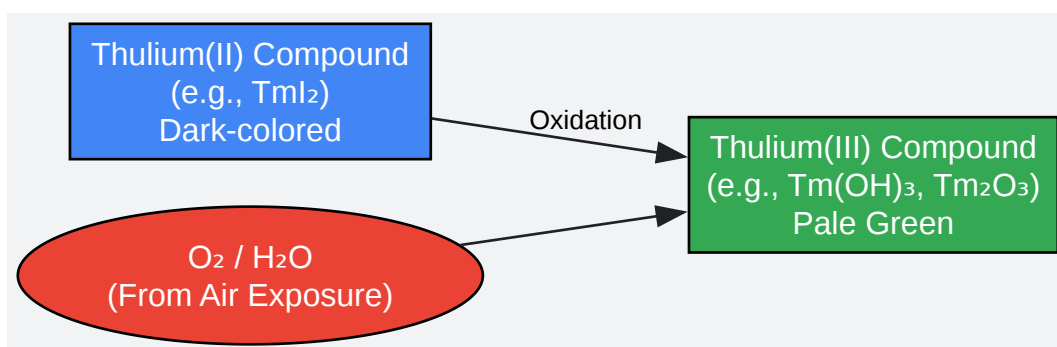 Thulium(II) Compound
(e.g., TmI₂)
Dark-colored
Oxidation
Thulium(III) Compound
(e.g., Tm(OH)₃, Tm₂O₃)
Pale Green
O₂ / H₂O
(From Air Exposure)